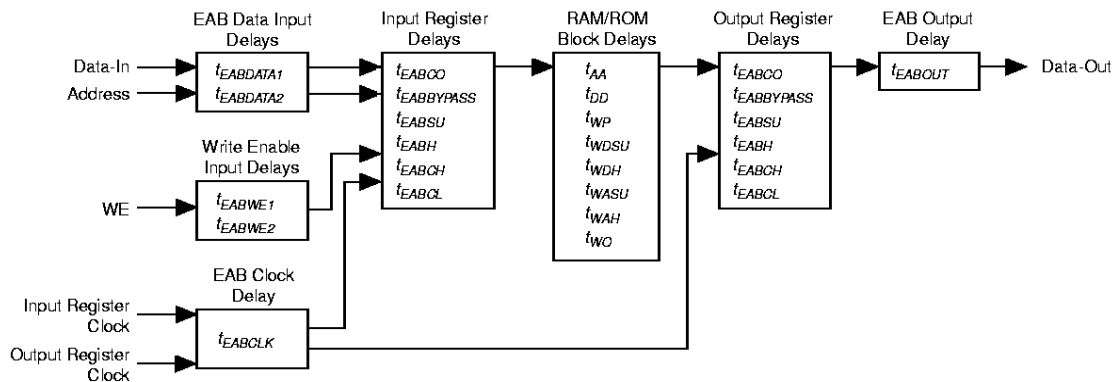 EAB Data Input
Delays
Data-In
Address
tEABDATA1
tEABDATA2
Write Enable
Input Delays
WE
tEABWE1
tEABWE2
EAB Clock
Delay
Input Register
Clock
Output Register
Clock
tEABCLK
Input Register
Delays
tEABCO
tEABBYPASS
tEABSU
tEABH
tEABCH
tEABCL
RAM/ROM
Block Delays
tAA
tDD
tWP
tWDSU
tWDH
tWASU
tWAH
tWO
Output Register
Delays
tEABCO
tEABBYPASS
tEABSU
tEABH
tEABCH
tEABCL
EAB Output
Delay
tEABOUT
Data-Out